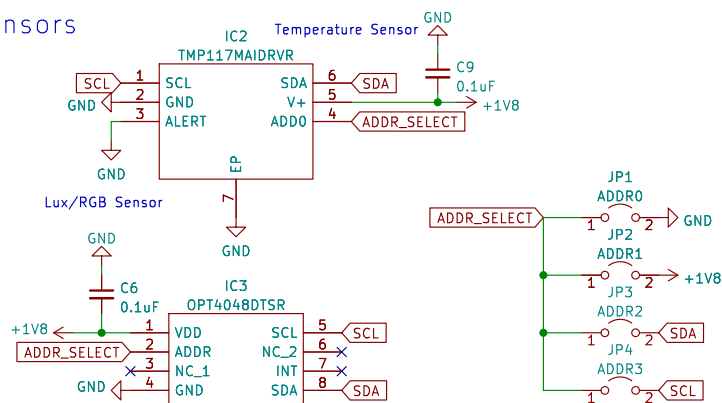 nsors
Temperature Sensor
GND
IC2
TMP117MAIDRVR
C9
0.1uF
SCL 1 SCL SDA 6 SDA
GND 2 GND V+ 5 +1V8
3 ALERT ADD0 4 ADDR_SELECT
GND
EP
7
GND
Lux/RGB Sensor
GND
C6
0.1uF
IC3
OPT4048DTSR
+1V8 1 VDD SCL 5 SCL
ADDR_SELECT 2 ADDR NC_2 6
3 NC_1 INT 7
GND 4 GND SDA 8 SDA
JP1
ADDR0
ADDR_SELECT 1 2 GND
JP2
ADDR1
1 2 +1V8
JP3
ADDR2
1 2 SDA
JP4
ADDR3
1 2 SCL